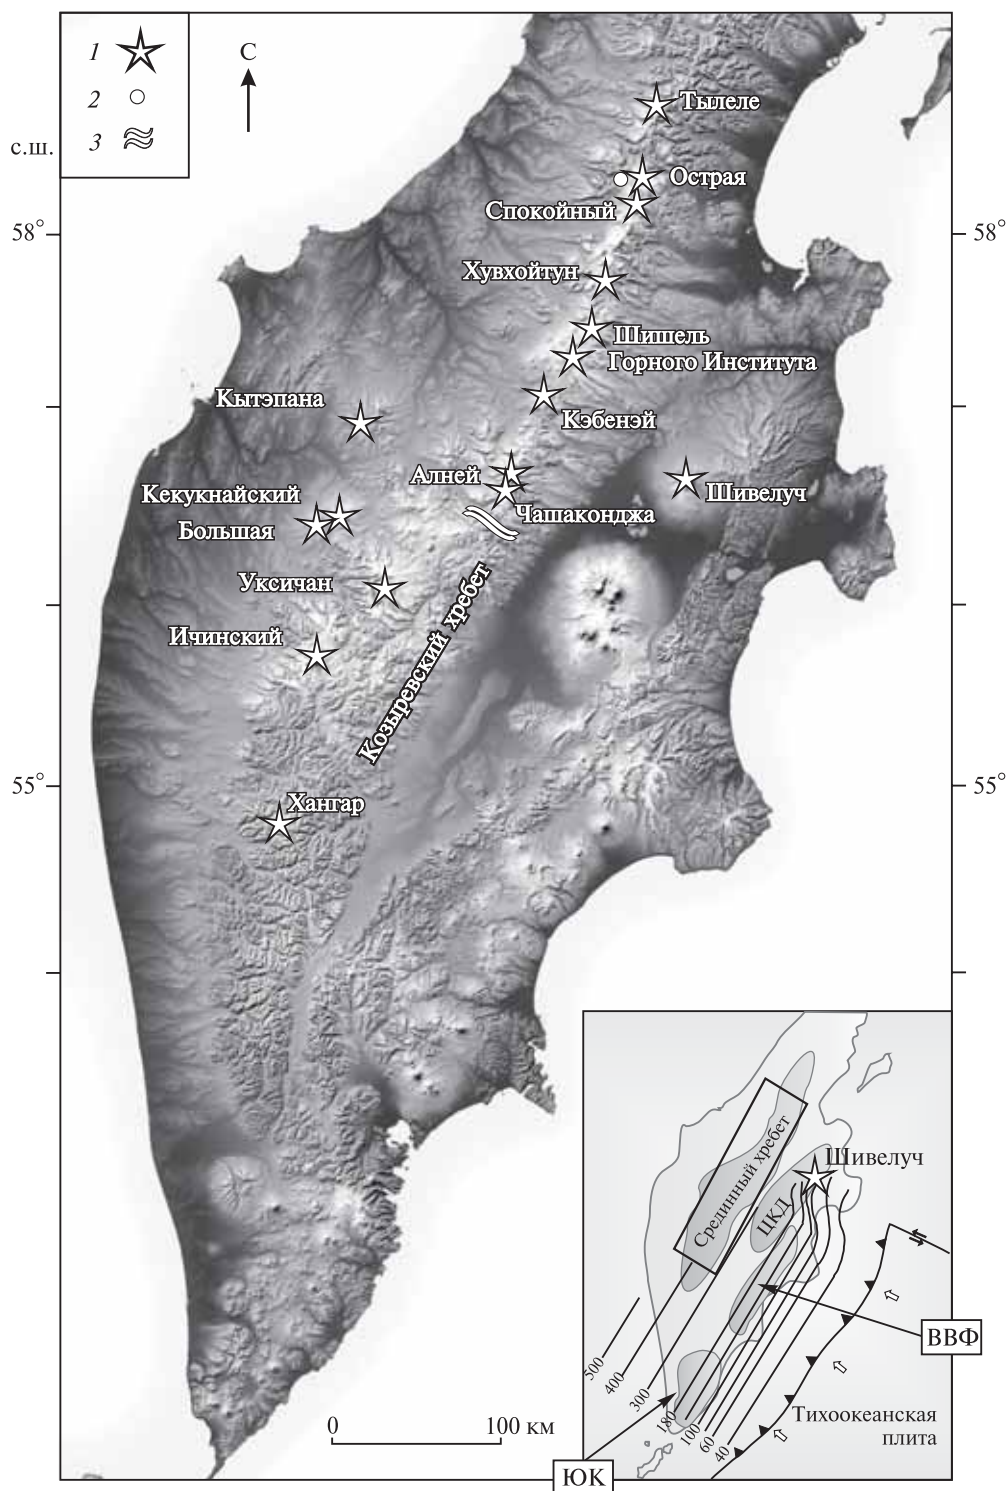 1
С
2
3
с.ш.
Тылеле
Острая
Спокойный
58°
58°
Хувхойтун
Шишель
Горного Института
Кытэпана
Кэбенэй
Алней
Кекукнайский
Шивелуч
Чашаконджа
Большая
Уксичан
Козыревский хребет
Ичинский
55°
55°
Хангар
Шивелуч
Срединный хребет
ЦКД
ВВФ
500
400
300
180
100
60
40
Тихоокеанская
плита
0
100 км
ЮК